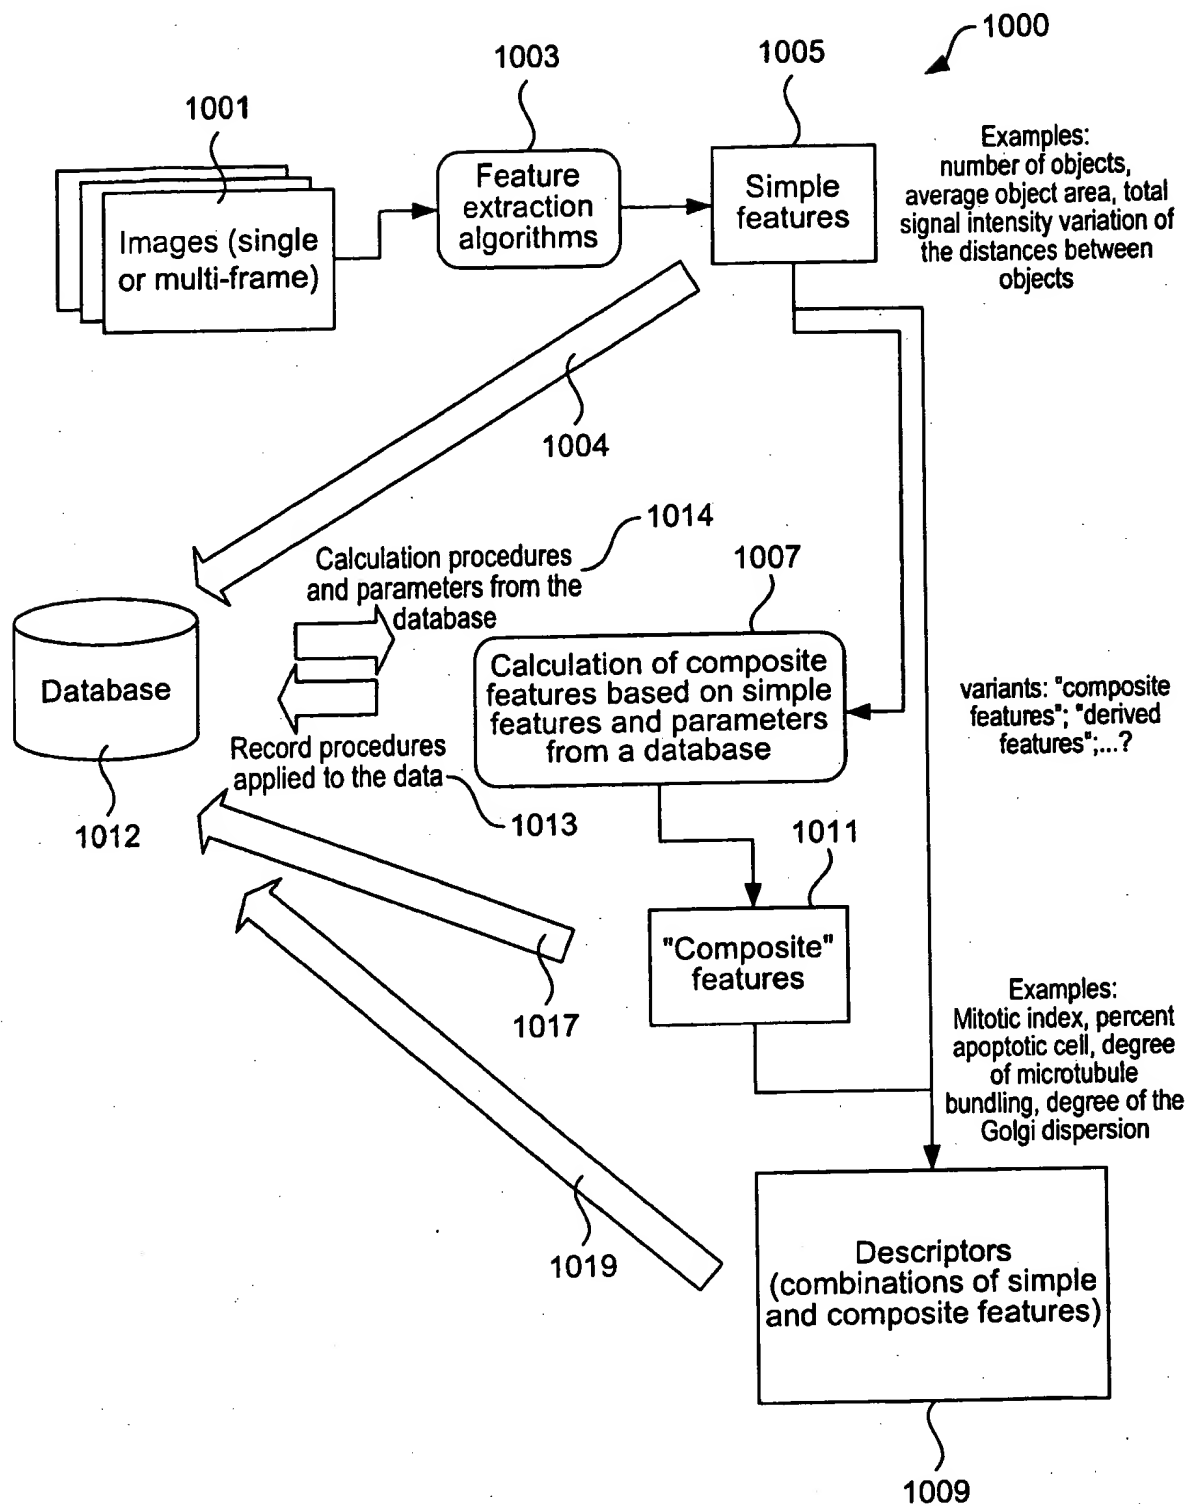 1000
1003
1005
1001
Examples:
number of objects,
average object area, total
signal intensity variation of
the distances between
objects
Feature
extraction
algorithms
Simple
features
Images (single
or multi-frame)
1004
1014
Calculation procedures
and parameters from the
database
1007
Database
Calculation of composite
features based on simple
features and parameters
from a database
variants: "composite
features"; "derived
features";...?
Record procedures
applied to the data
1013
1012
1011
"Composite"
features
1017
Examples:
Mitotic index, percent
apoptotic cell, degree
of microtubule
bundling, degree of the
Golgi dispersion
1019
Descriptors
(combinations of simple
and composite features)
1009